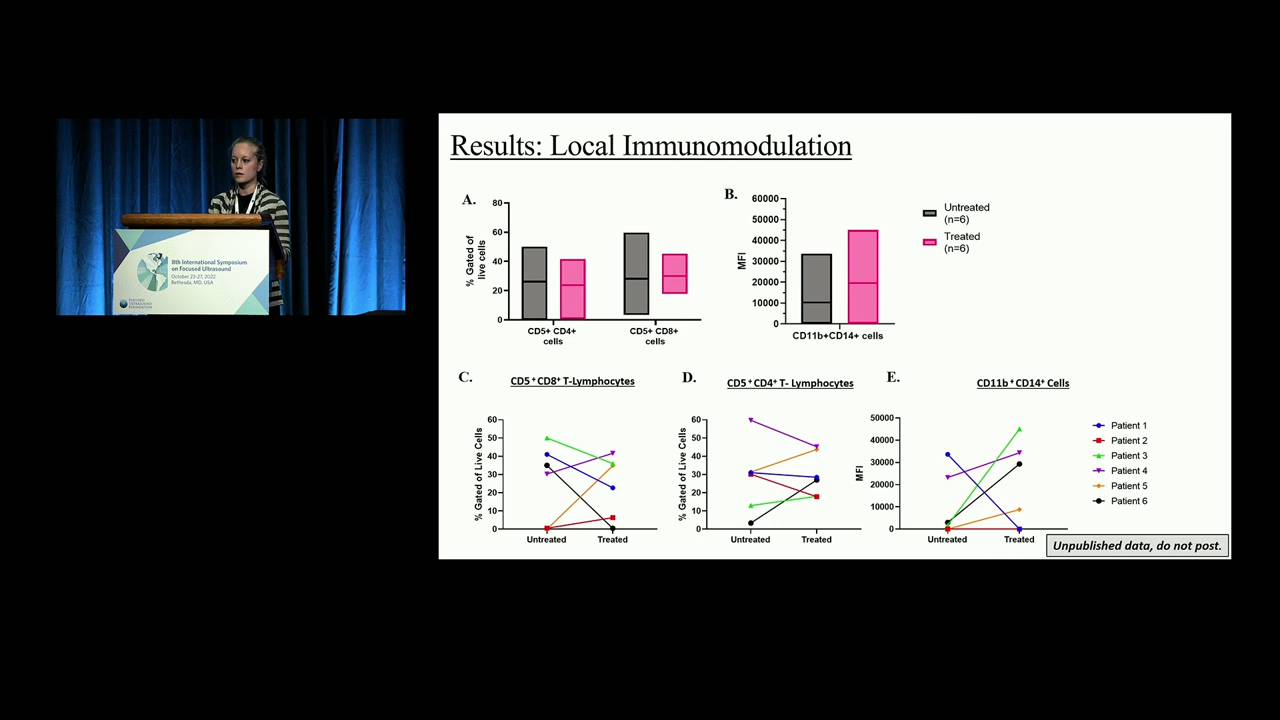 8th International Symposium
on Focused Ultrasound
October 23-27, 2022
Bethesda, MD, USA
FOCUSED
ULTRASOUND
FOUNDATION
Results: Local Immunomodulation
A.
% Gated of
live cells
80
60
40
20
0
CD5+ CD4+
cells
CD5+ CD8+
cells
B.
MFI
60000
50000
40000
30000
20000
10000
0
CD11b+CD14+ cells
Untreated
(n=6)
Treated
(n=6)
C.
CD5+CD8+ T-Lymphocytes
% Gated of Live Cells
60
50
40
30
20
10
0
Untreated
Treated
D.
CD5+CD4+ T- Lymphocytes
% Gated of Live Cells
60
50
40
30
20
10
0
Untreated
Treated
E.
CD11b+CD14+ Cells
MFI
50000
40000
30000
20000
10000
0
Untreated
Treated
Patient 1
Patient 2
Patient 3
Patient 4
Patient 5
Patient 6
Unpublished data, do not post.